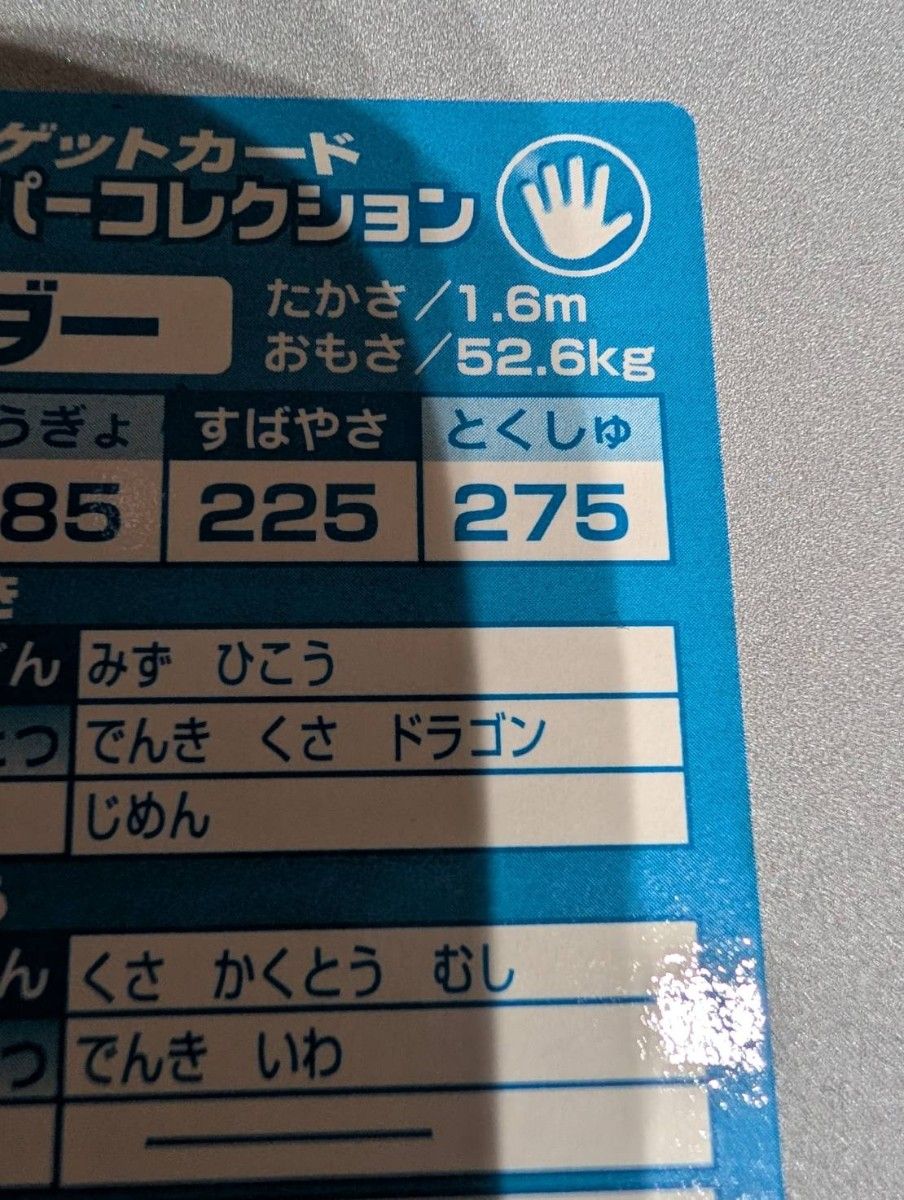 ゲットカード
パーコレクション
ダー
たかさ／1.6m
おもさ／52.6kg
うぎょ すばやさ とくしゅ
85 225 275
き
ん みず ひこう
つ でんき くさ ドラゴン
じめん
ん くさ かくとう むし
つ でんき いわ